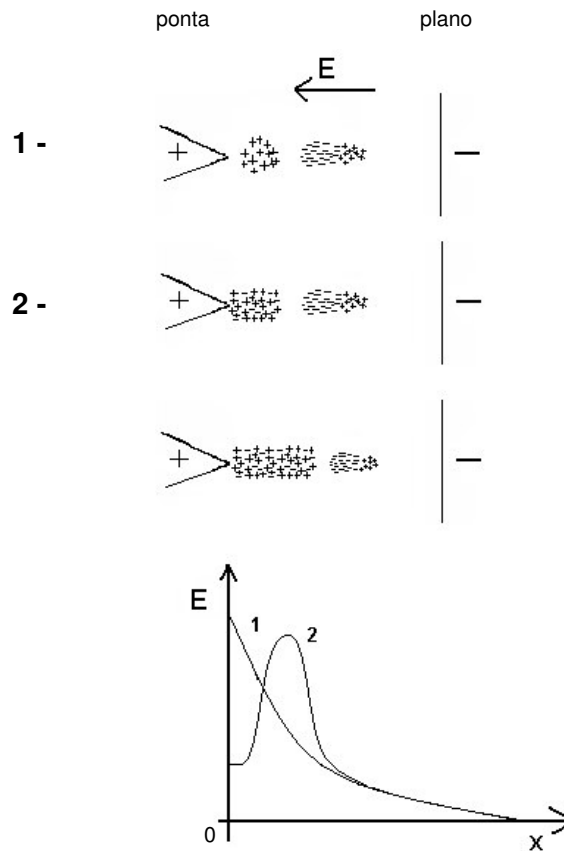 ponta plano
E
1 - + −
2 - + −
+ −
E
1 2
0 x